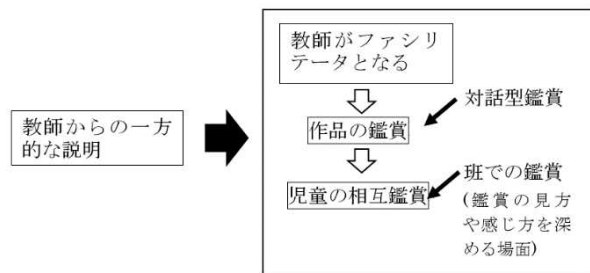 教師からの一方
的な説明
教師がファシリ
テータとなる
作品の鑑賞
児童の相互鑑賞
対話型鑑賞
班での鑑賞
(鑑賞の見方
や感じ方を深
める場面)